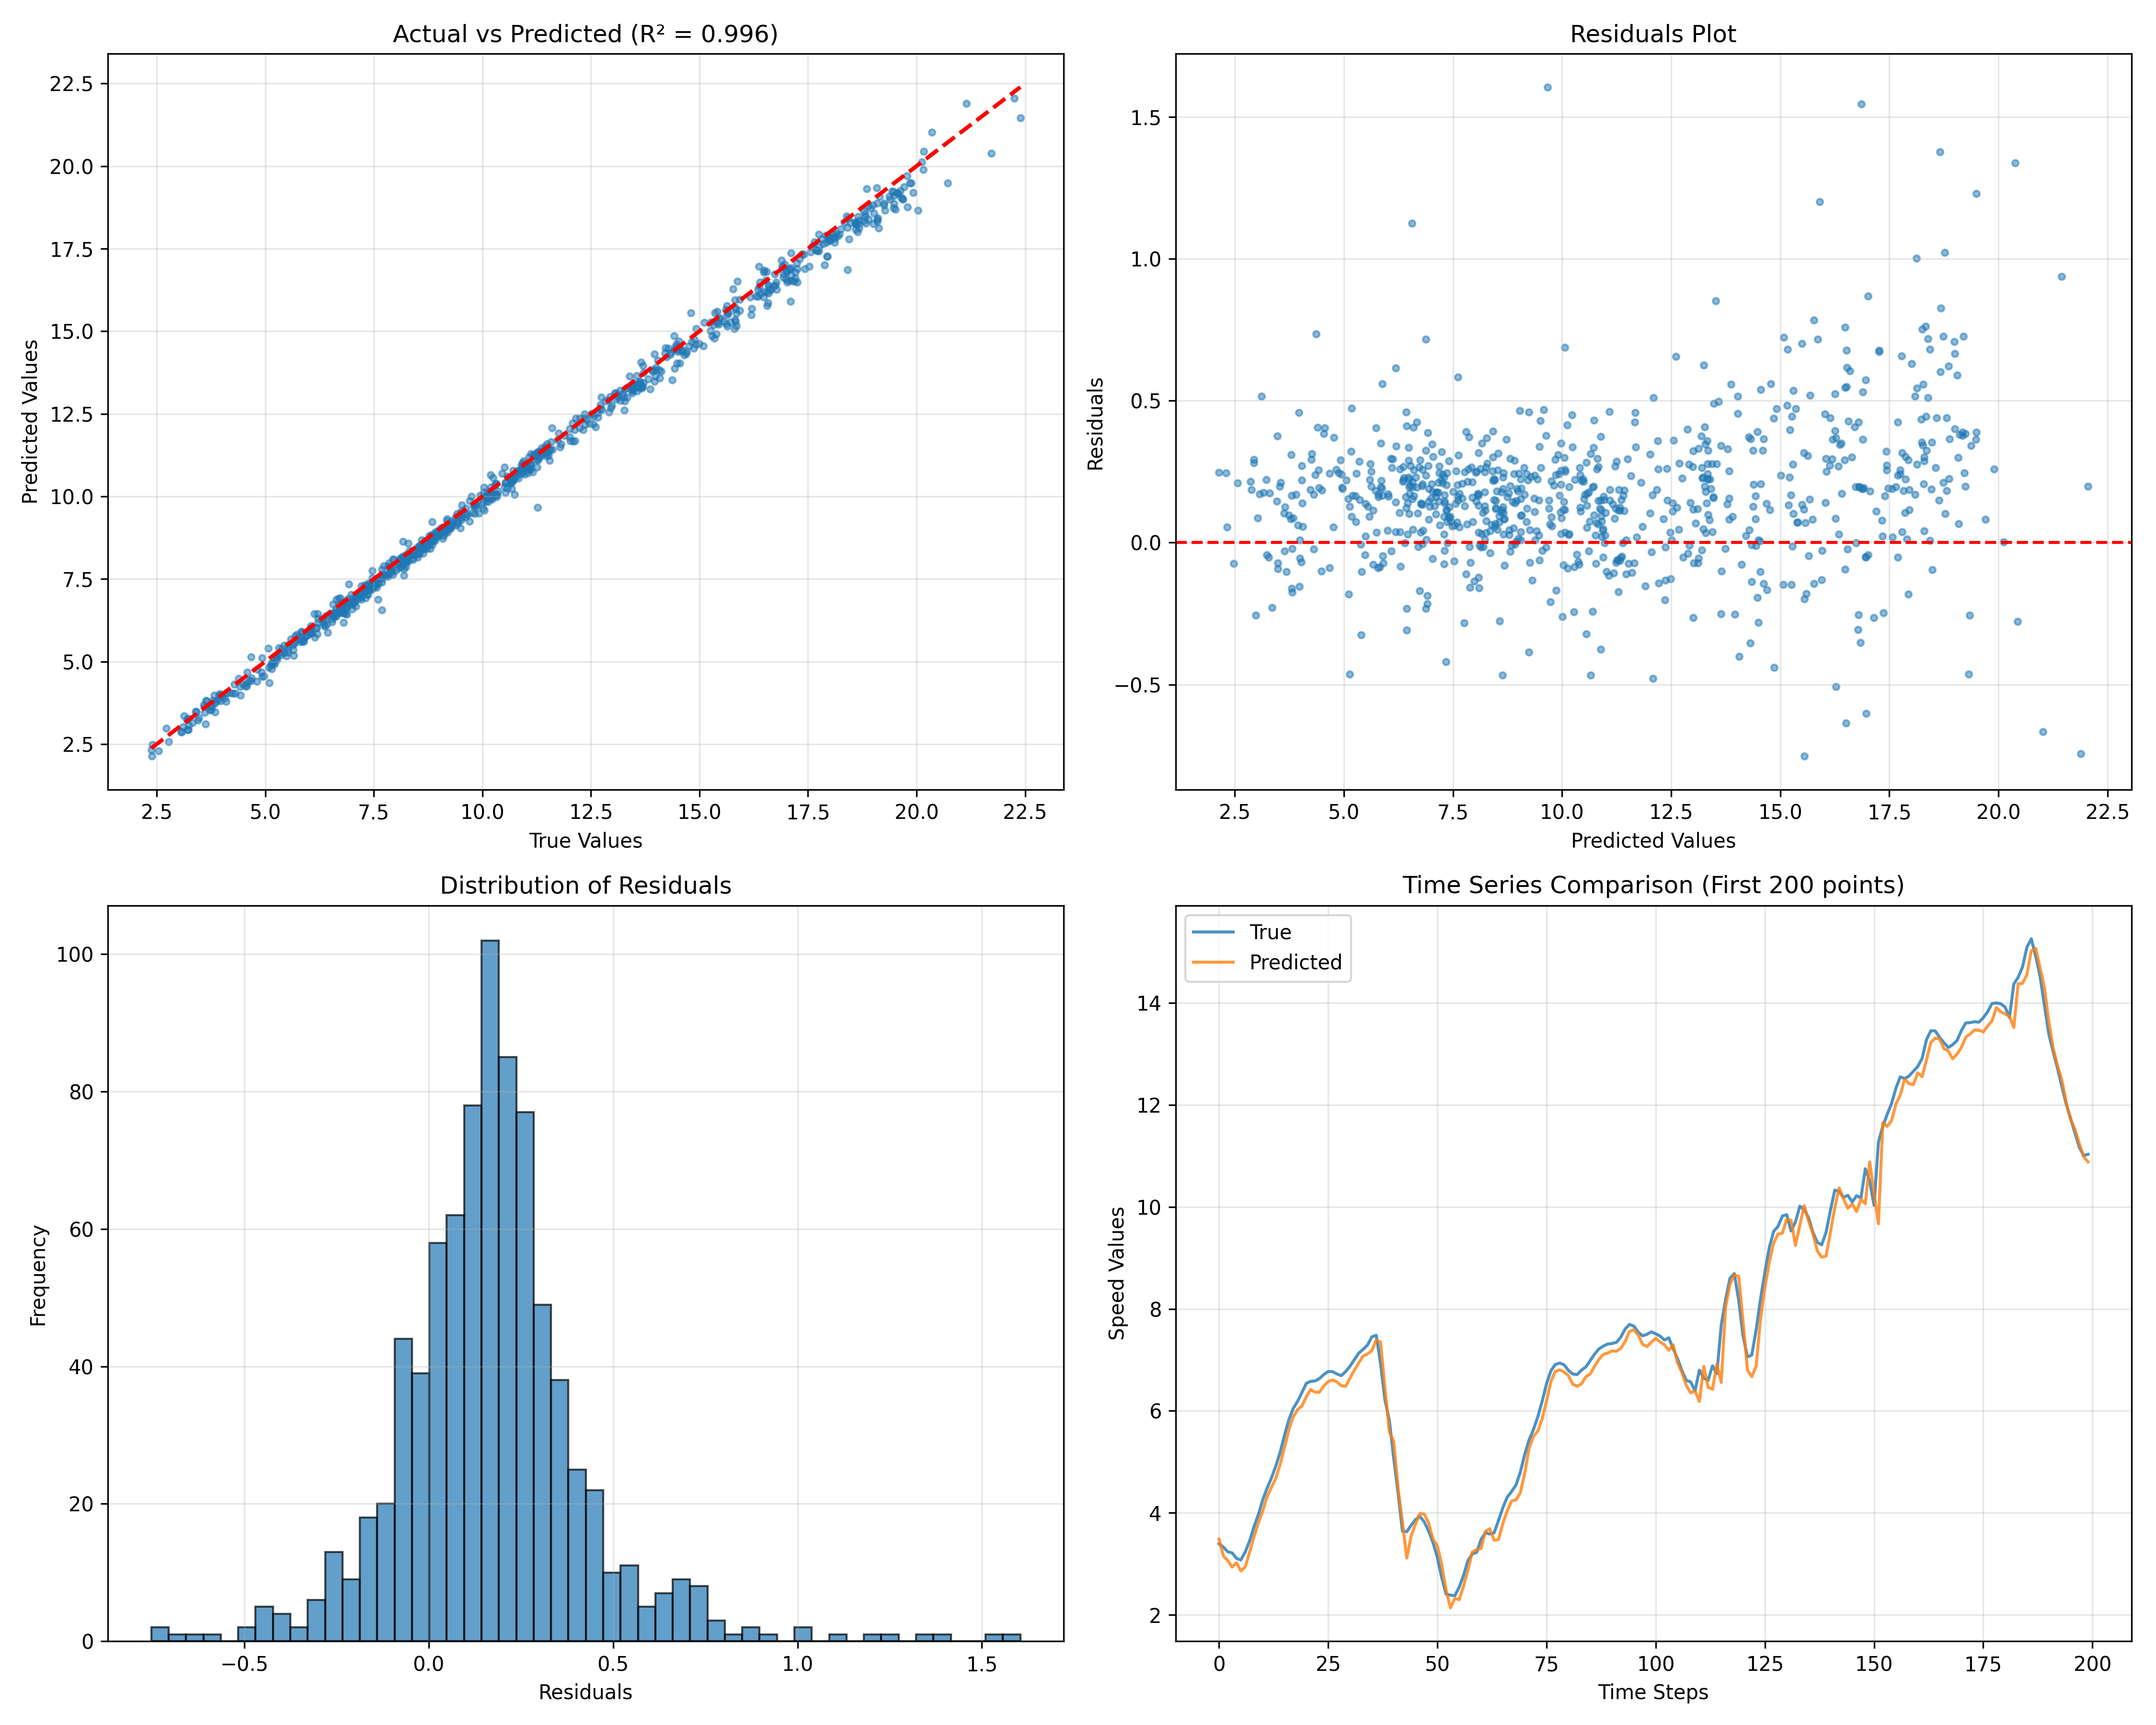 Actual vs Predicted (R² = 0.996)
22.5
20.0
17.5
15.0
12.5
10.0
7.5
5.0
2.5
Predicted Values
2.5 5.0 7.5 10.0 12.5 15.0 17.5 20.0 22.5
True Values
Residuals Plot
1.5
1.0
0.5
0.0
−0.5
Residuals
2.5 5.0 7.5 10.0 12.5 15.0 17.5 20.0 22.5
Predicted Values
Distribution of Residuals
100
80
60
40
20
0
Frequency
−0.5 0.0 0.5 1.0 1.5
Residuals
Time Series Comparison (First 200 points)
True
Predicted
14
12
10
8
6
4
2
Speed Values
0 25 50 75 100 125 150 175 200
Time Steps